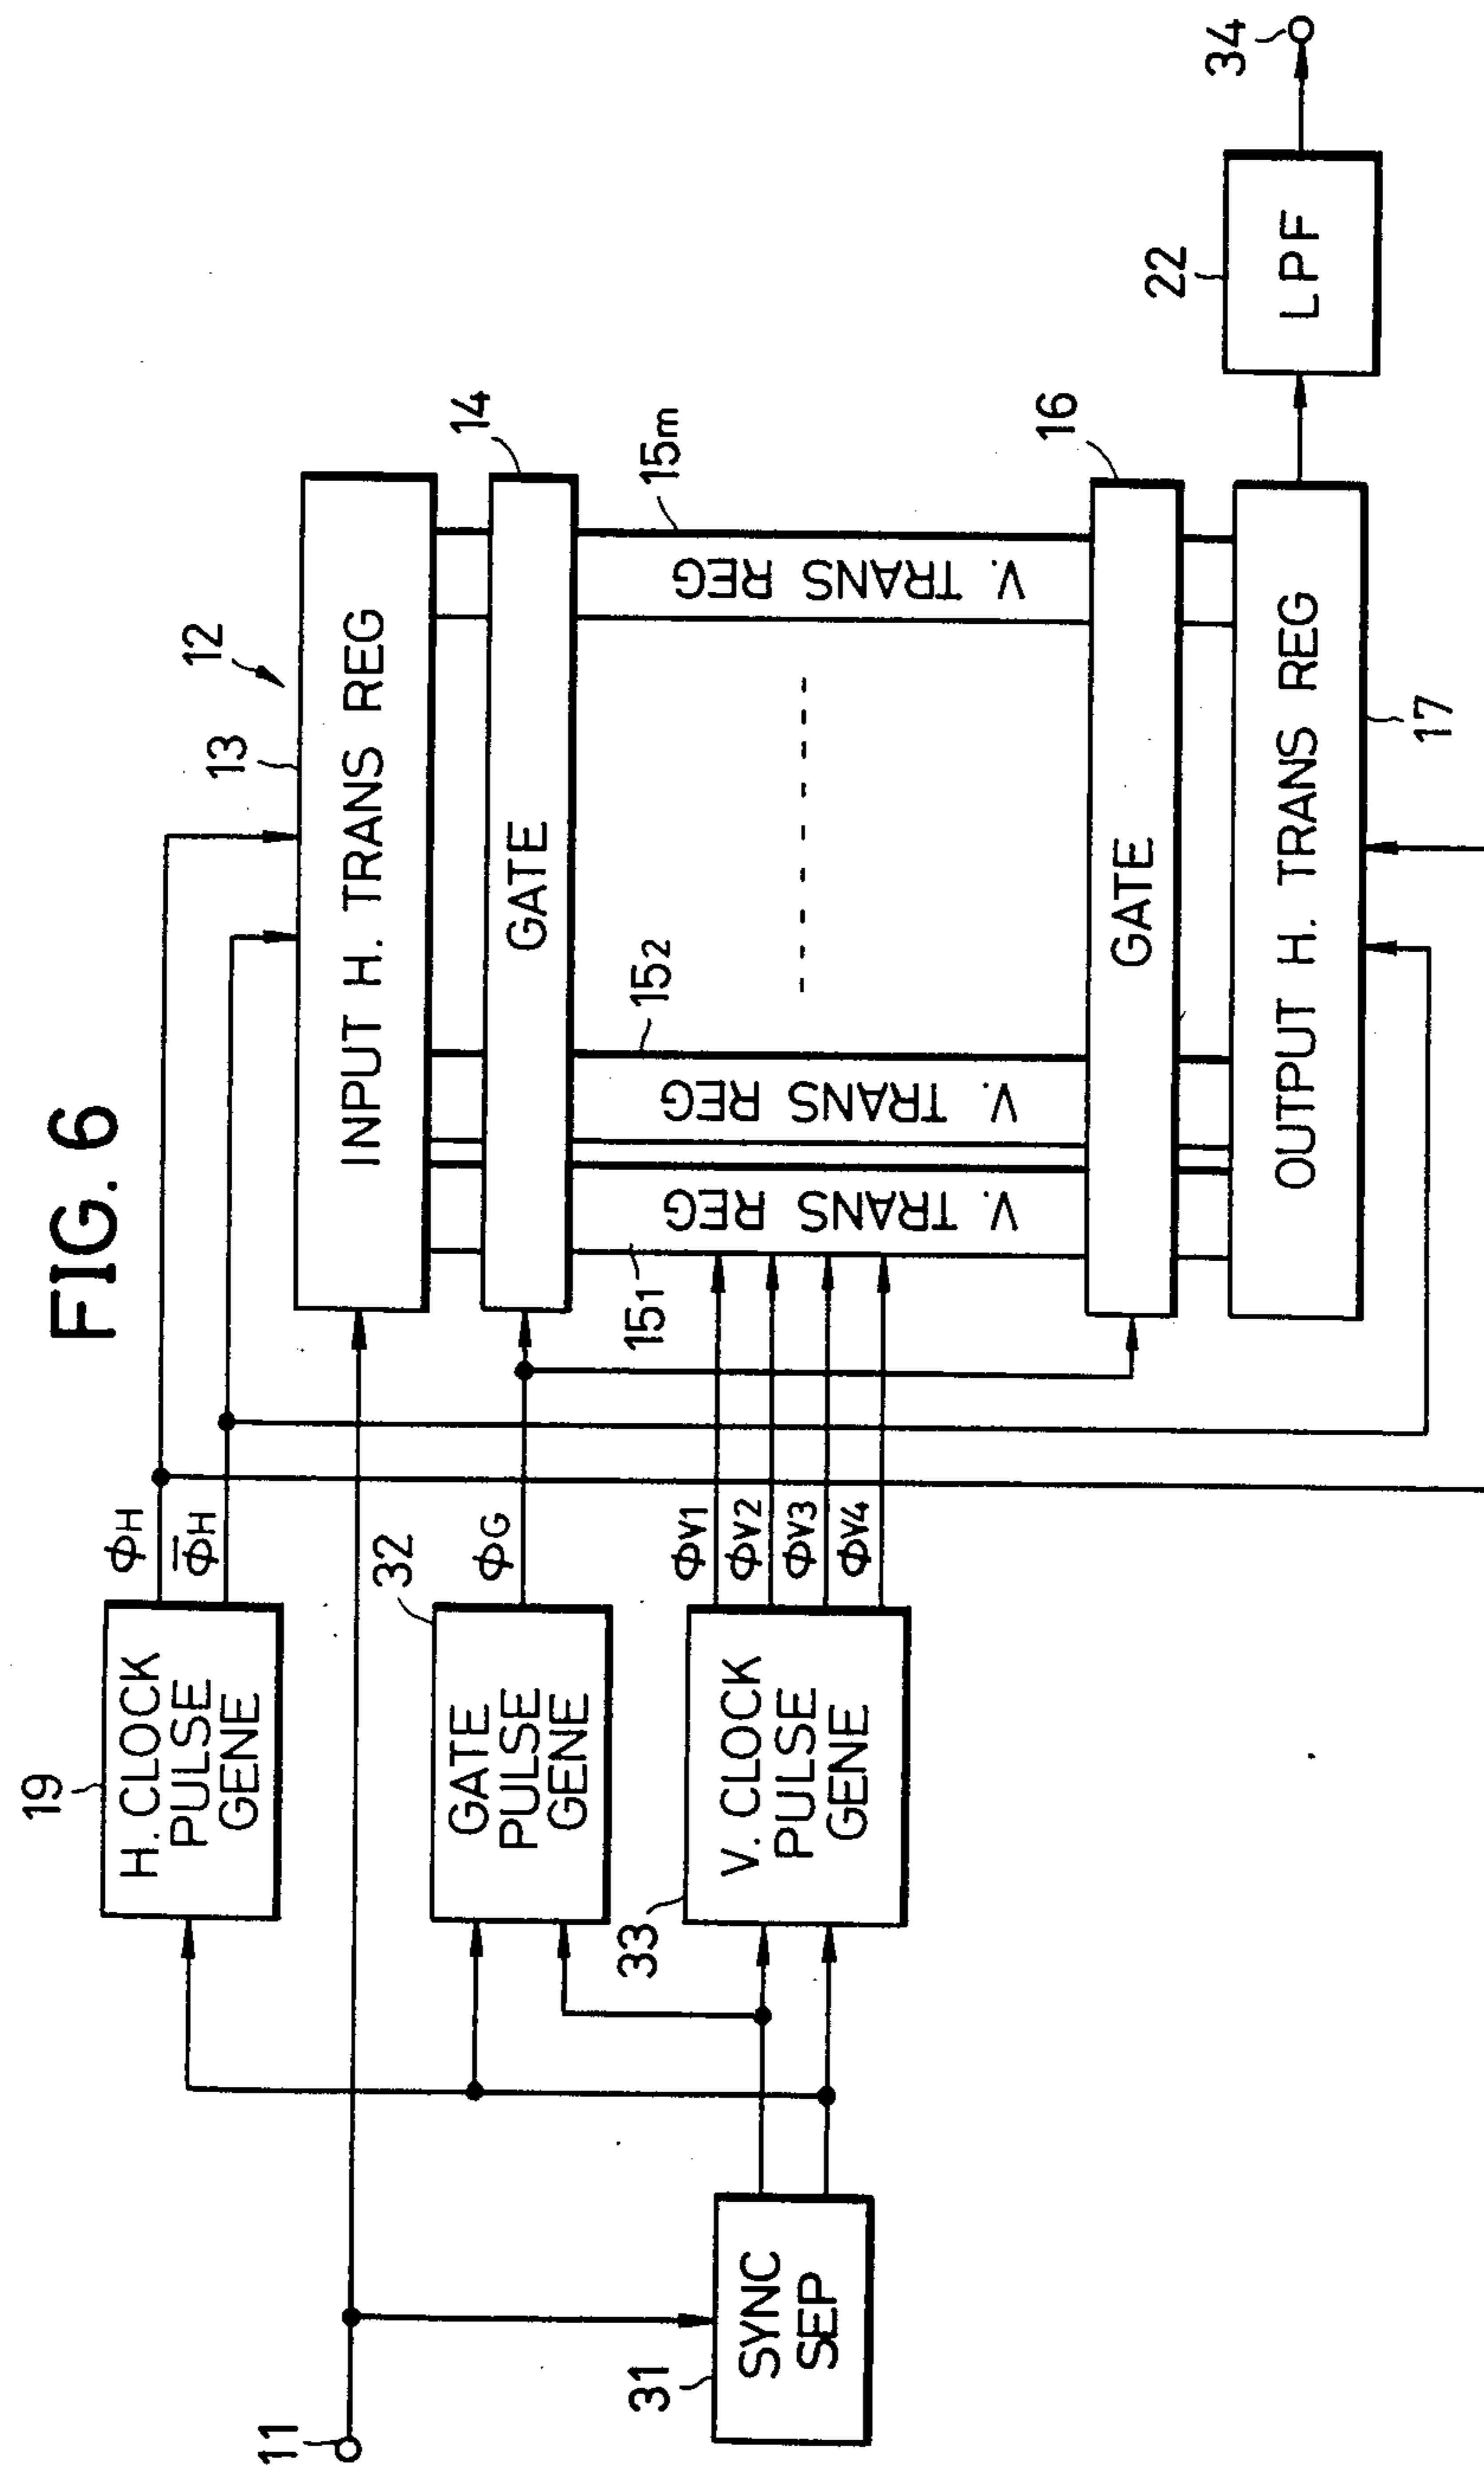 FIG. 6
19
H. CLOCK
PULSE
GENE
ΦH
Φ̅H
12
13
INPUT H. TRANS REG
11
32
GATE
PULSE
GENE
ΦG
14
GATE
31
SYNC
SEP
33
V. CLOCK
PULSE
GENE
ΦV1
ΦV2
ΦV3
ΦV4
151
V. TRANS REG
152
V. TRANS REG
15m
V. TRANS REG
16
GATE
OUTPUT H. TRANS REG
17
22
LPF
34